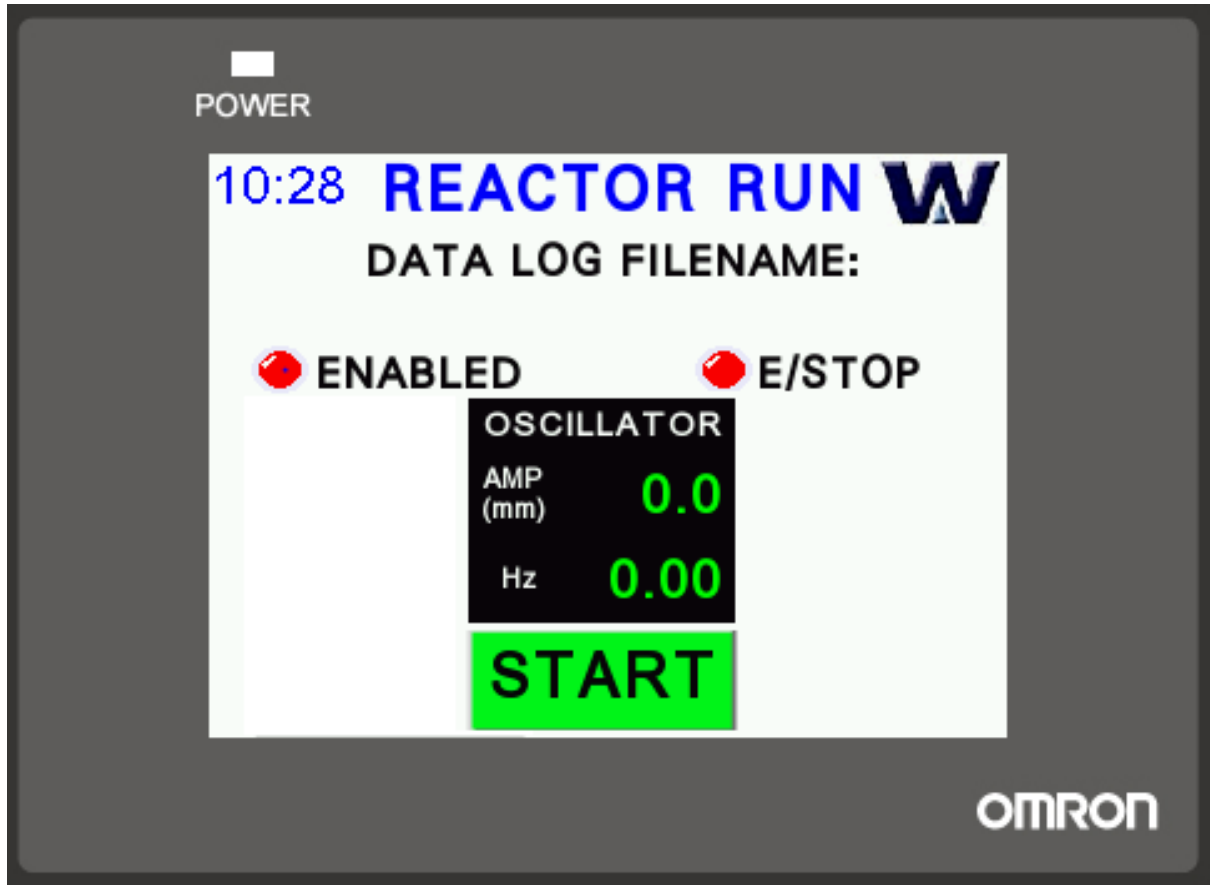 POWER
10:28 REACTOR RUN W
DATA LOG FILENAME:
ENABLED E/STOP
OSCILLATOR
AMP
(mm) 0.0
Hz 0.00
START
OMRON